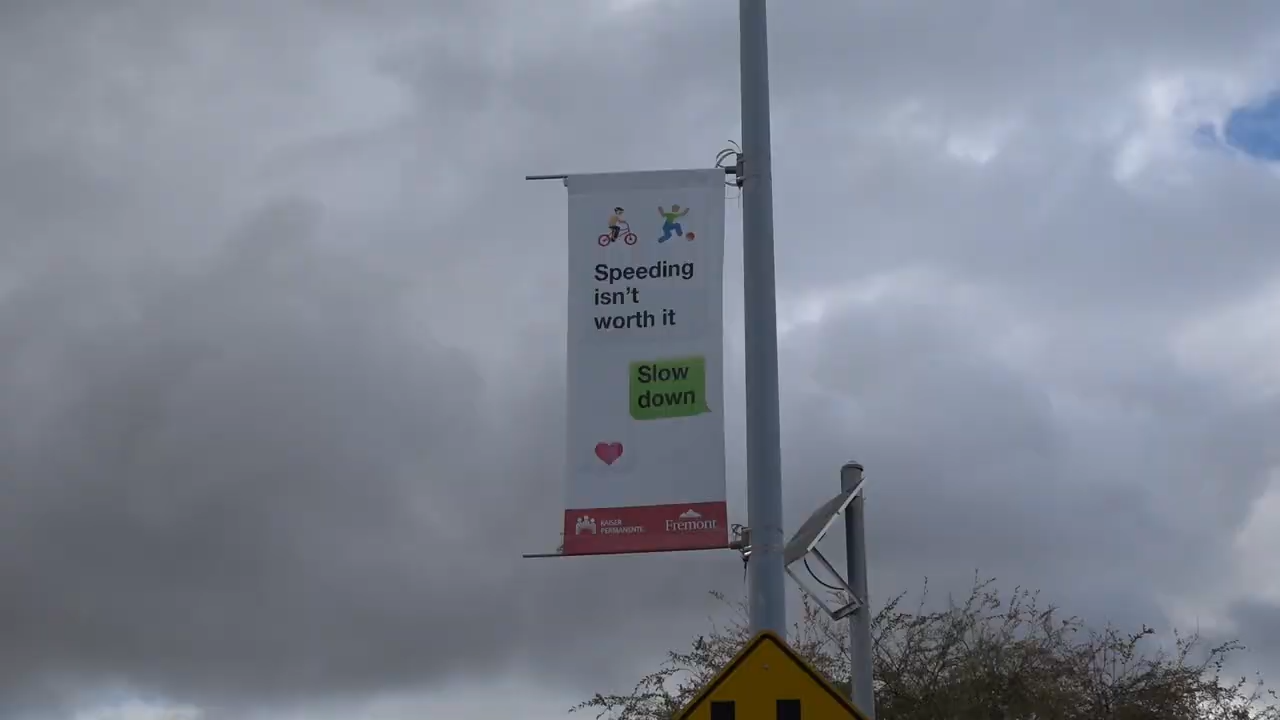 Speeding
isn't
worth it
Slow
down
KAISER
PERMANENTE
Fremont